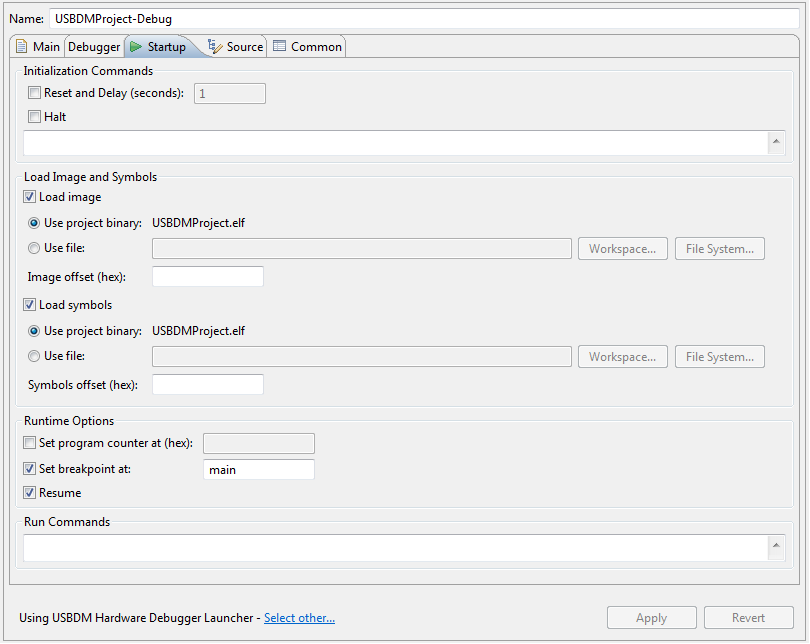 Name: USBDMProject-Debug
Main Debugger Startup Source Common
Initialization Commands
Reset and Delay (seconds): 1
Halt
Load Image and Symbols
Load image
Use project binary: USBDMProject.elf
Use file: Workspace... File System...
Image offset (hex):
Load symbols
Use project binary: USBDMProject.elf
Use file: Workspace... File System...
Symbols offset (hex):
Runtime Options
Set program counter at (hex):
Set breakpoint at: main
Resume
Run Commands
Using USBDM Hardware Debugger Launcher - Select other... Apply Revert